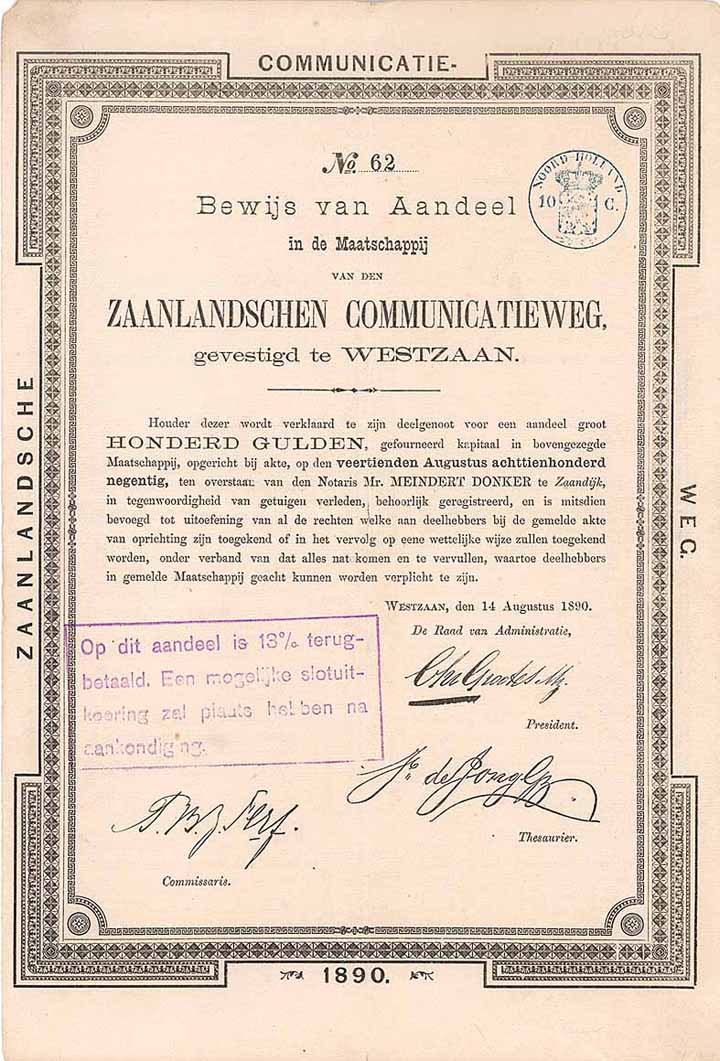 COMMUNICATIE-
ZAANLANDSCHE
WEG.
No. 62
NOORD-HOLLAND
10 C.
Bewijs van Aandeel
in de Maatschappij
VAN DEN
ZAANLANDSCHEN COMMUNICATIEWEG,
gevestigd te WESTZAAN.
Houder dezer wordt verklaard te zijn deelgenoot voor een aandeel groot
HONDERD GULDEN, gefourneerd kapitaal in bovengezegde
Maatschappij, opgericht bij akte, op den veertienden Augustus achttienhonderd
negentig, ten overstaan van den Notaris Mr. MEINDERT DONKER te Zaandijk,
in tegenwoordigheid van getuigen verleden, behoorlijk geregistreerd, en is mitsdien
bevoegd tot uitoefening van al de rechten welke aan deelhebbers bij de gemelde akte
van oprichting zijn toegekend of in het vervolg op eene wettelijke wijze zullen toegekend
worden, onder verband van dat alles nat komen en te vervullen, waartoe deelhebbers
in gemelde Maatschappij geacht kunnen worden verplicht te zijn.
WESTZAAN, den 14 Augustus 1890.
De Raad van Administratie,
President.
Op dit aandeel is 13% terug-
betaald. Een mogelijke slotuit-
keering zal plaats hebben na
aankondiging.
de Jong
Thesaurier.
Commissaris.
1890.